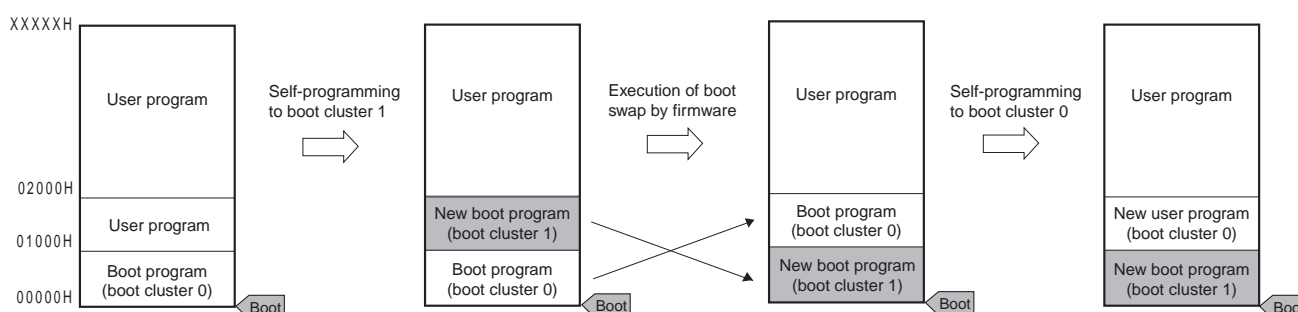 XXXXXH
User program
02000H
User program
01000H
Boot program
(boot cluster 0)
00000H
Boot
Self-programming
to boot cluster 1
User program
New boot program
(boot cluster 1)
Boot program
(boot cluster 0)
Boot
Execution of boot
swap by firmware
User program
Boot program
(boot cluster 0)
New boot program
(boot cluster 1)
Boot
Self-programming
to boot cluster 0
User program
New user program
(boot cluster 0)
New boot program
(boot cluster 1)
Boot